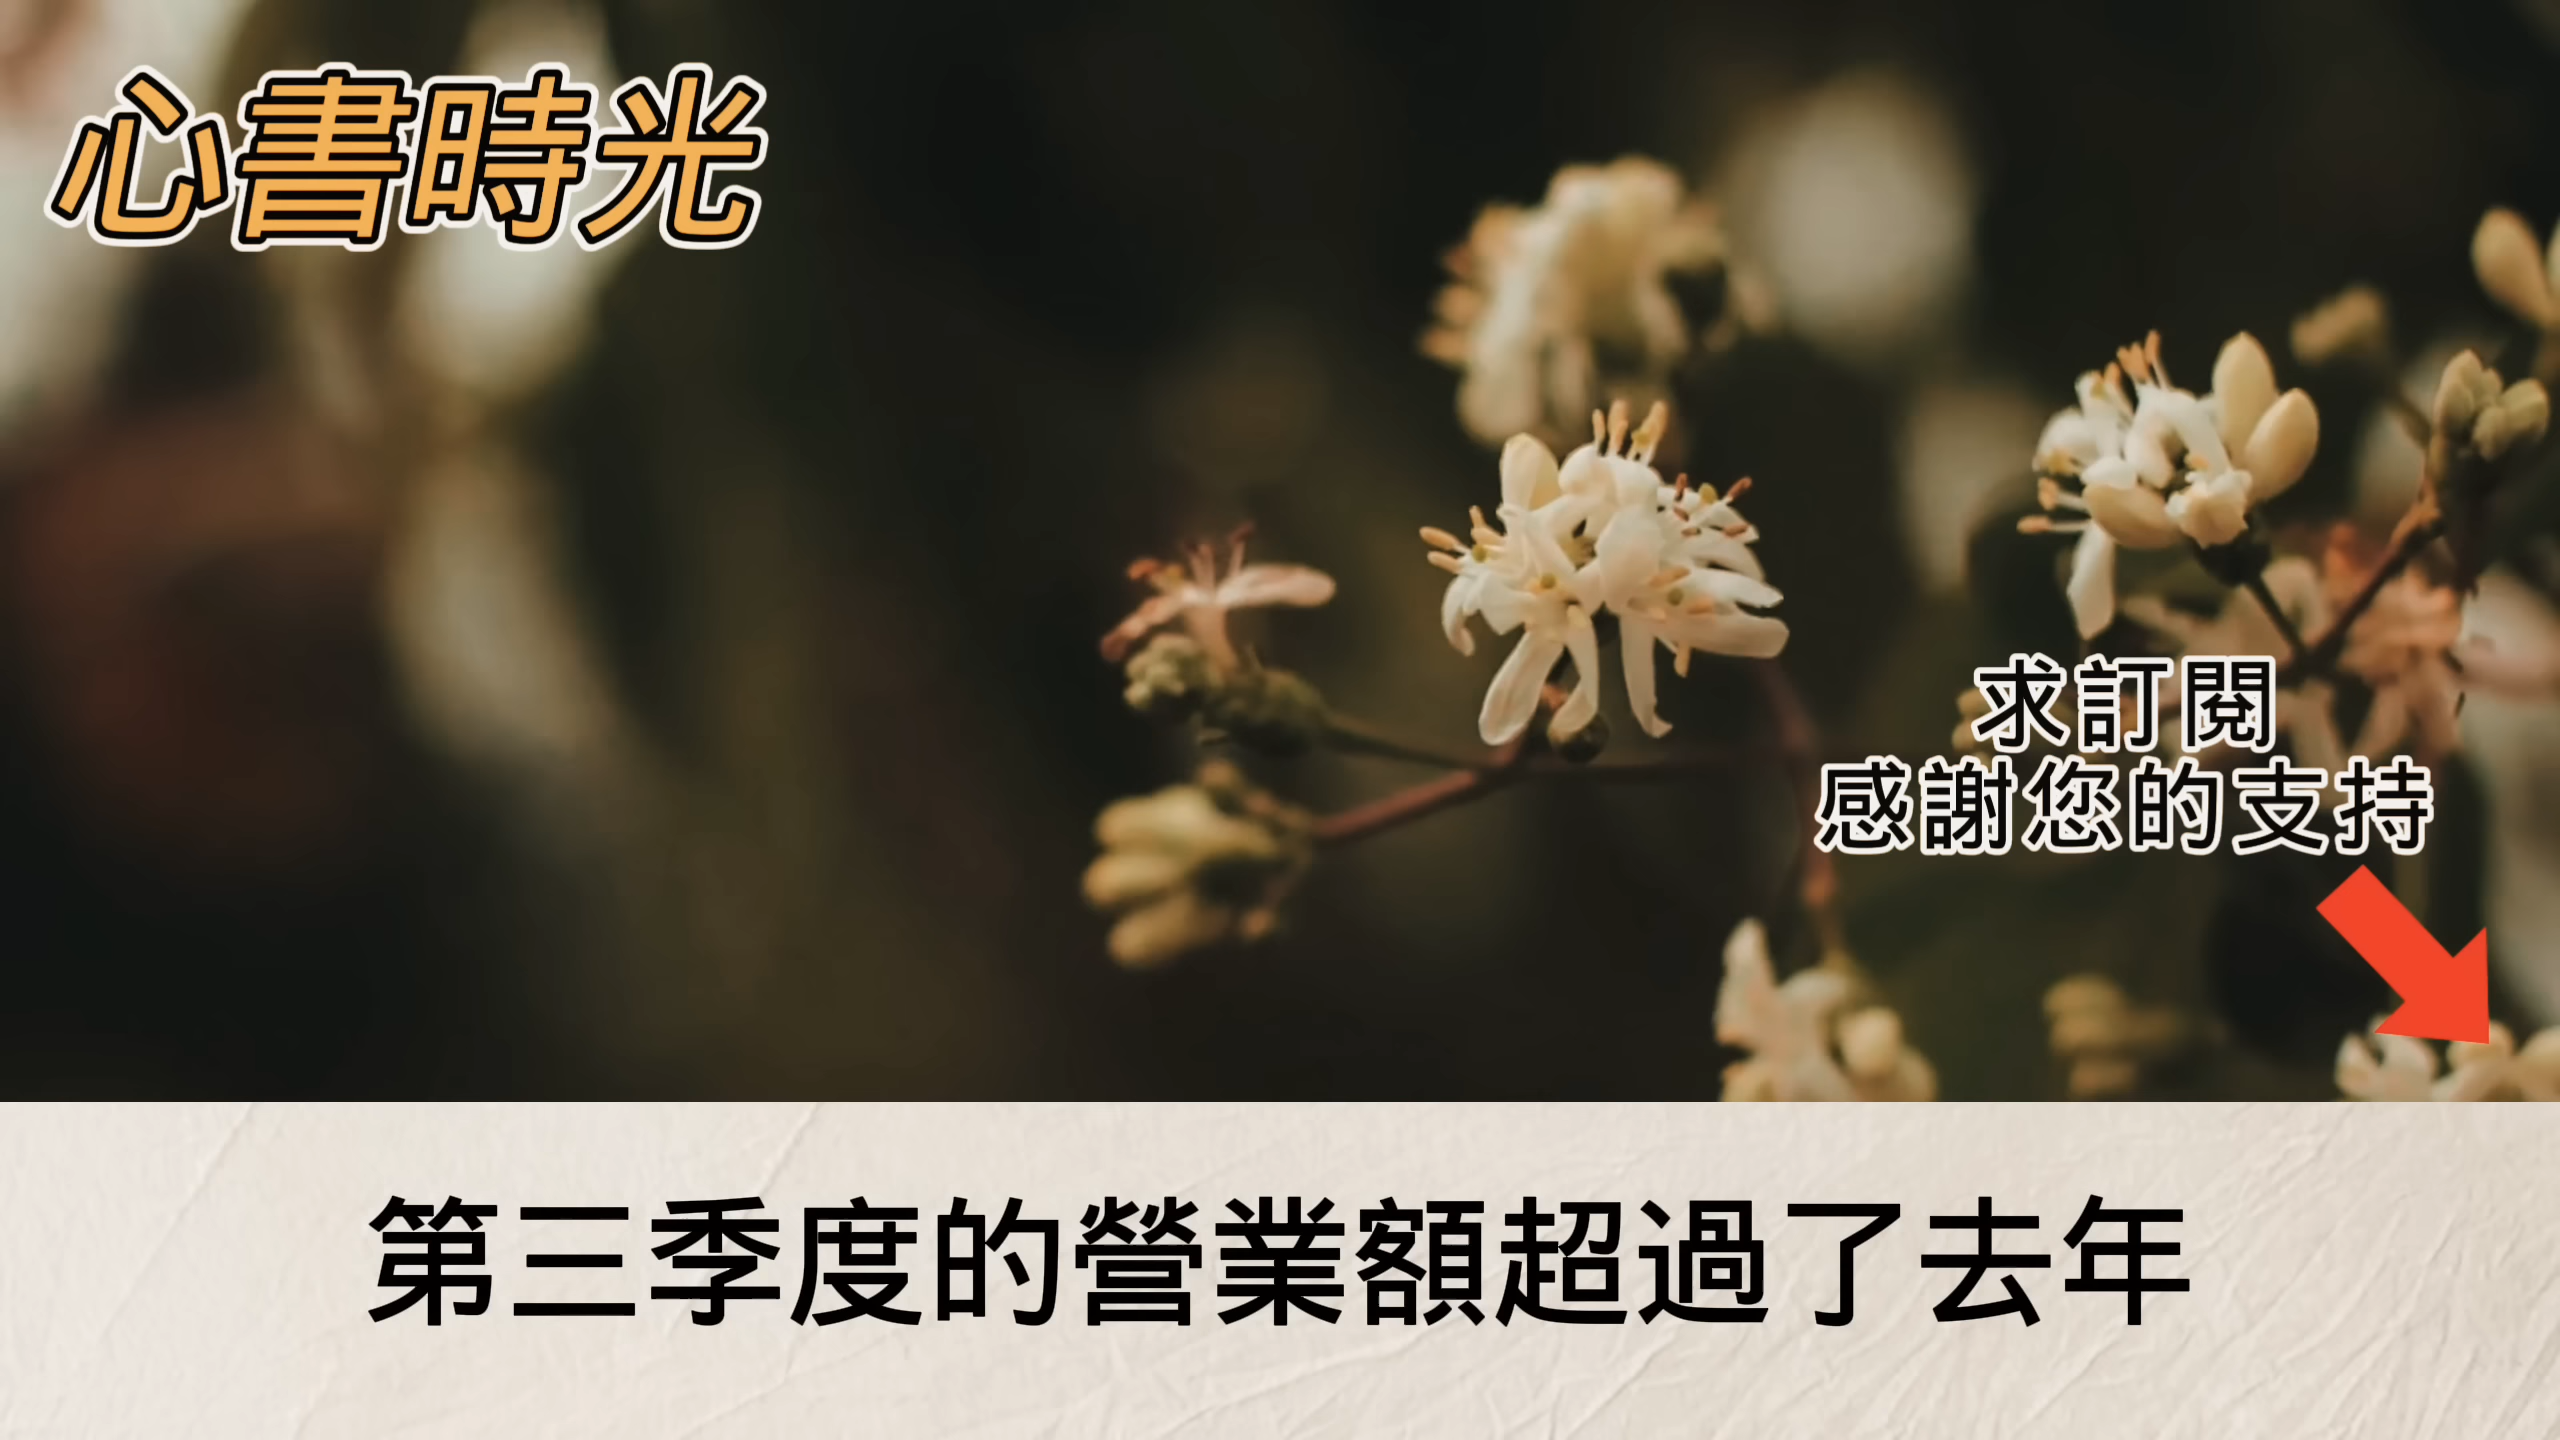 心書時光
求訂閱
感謝您的支持
第三季度的營業額超過了去年